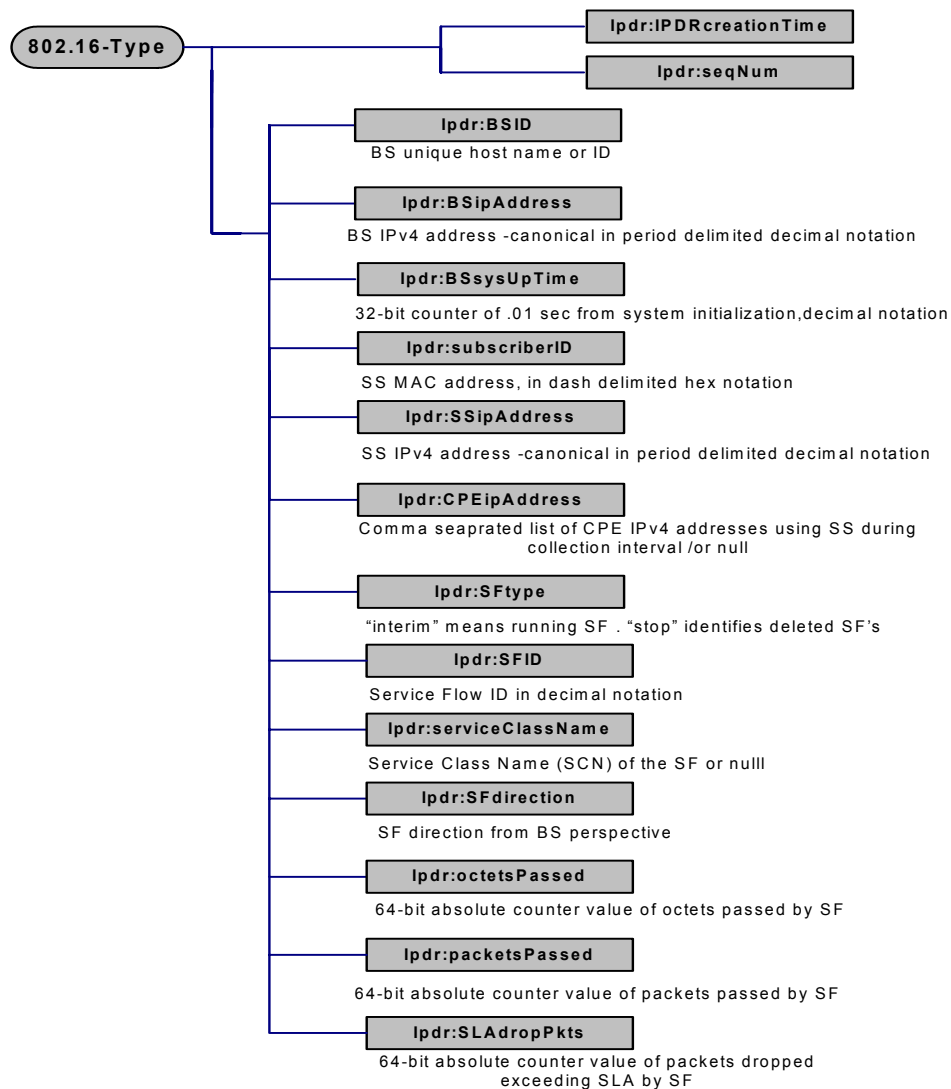 802.16-Type
Ipdr:IPDRcreationTime
Ipdr:seqNum
Ipdr:BSID
BS unique host name or ID
Ipdr:BSipAddress
BS IPv4 address -canonical in period delimited decimal notation
Ipdr:BSsysUpTime
32-bit counter of .01 sec from system initialization,decimal notation
Ipdr:subscriberID
SS MAC address, in dash delimited hex notation
Ipdr:SSipAddress
SS IPv4 address -canonical in period delimited decimal notation
Ipdr:CPEipAddress
Comma seaprated list of CPE IPv4 addresses using SS during
collection interval /or null
Ipdr:SFtype
“interim” means running SF . “stop” identifies deleted SF’s
Ipdr:SFID
Service Flow ID in decimal notation
Ipdr:serviceClassName
Service Class Name (SCN) of the SF or nulll
Ipdr:SFdirection
SF direction from BS perspective
Ipdr:octetsPassed
64-bit absolute counter value of octets passed by SF
Ipdr:packetsPassed
64-bit absolute counter value of packets passed by SF
Ipdr:SLAdropPkts
64-bit absolute counter value of packets dropped
exceeding SLA by SF